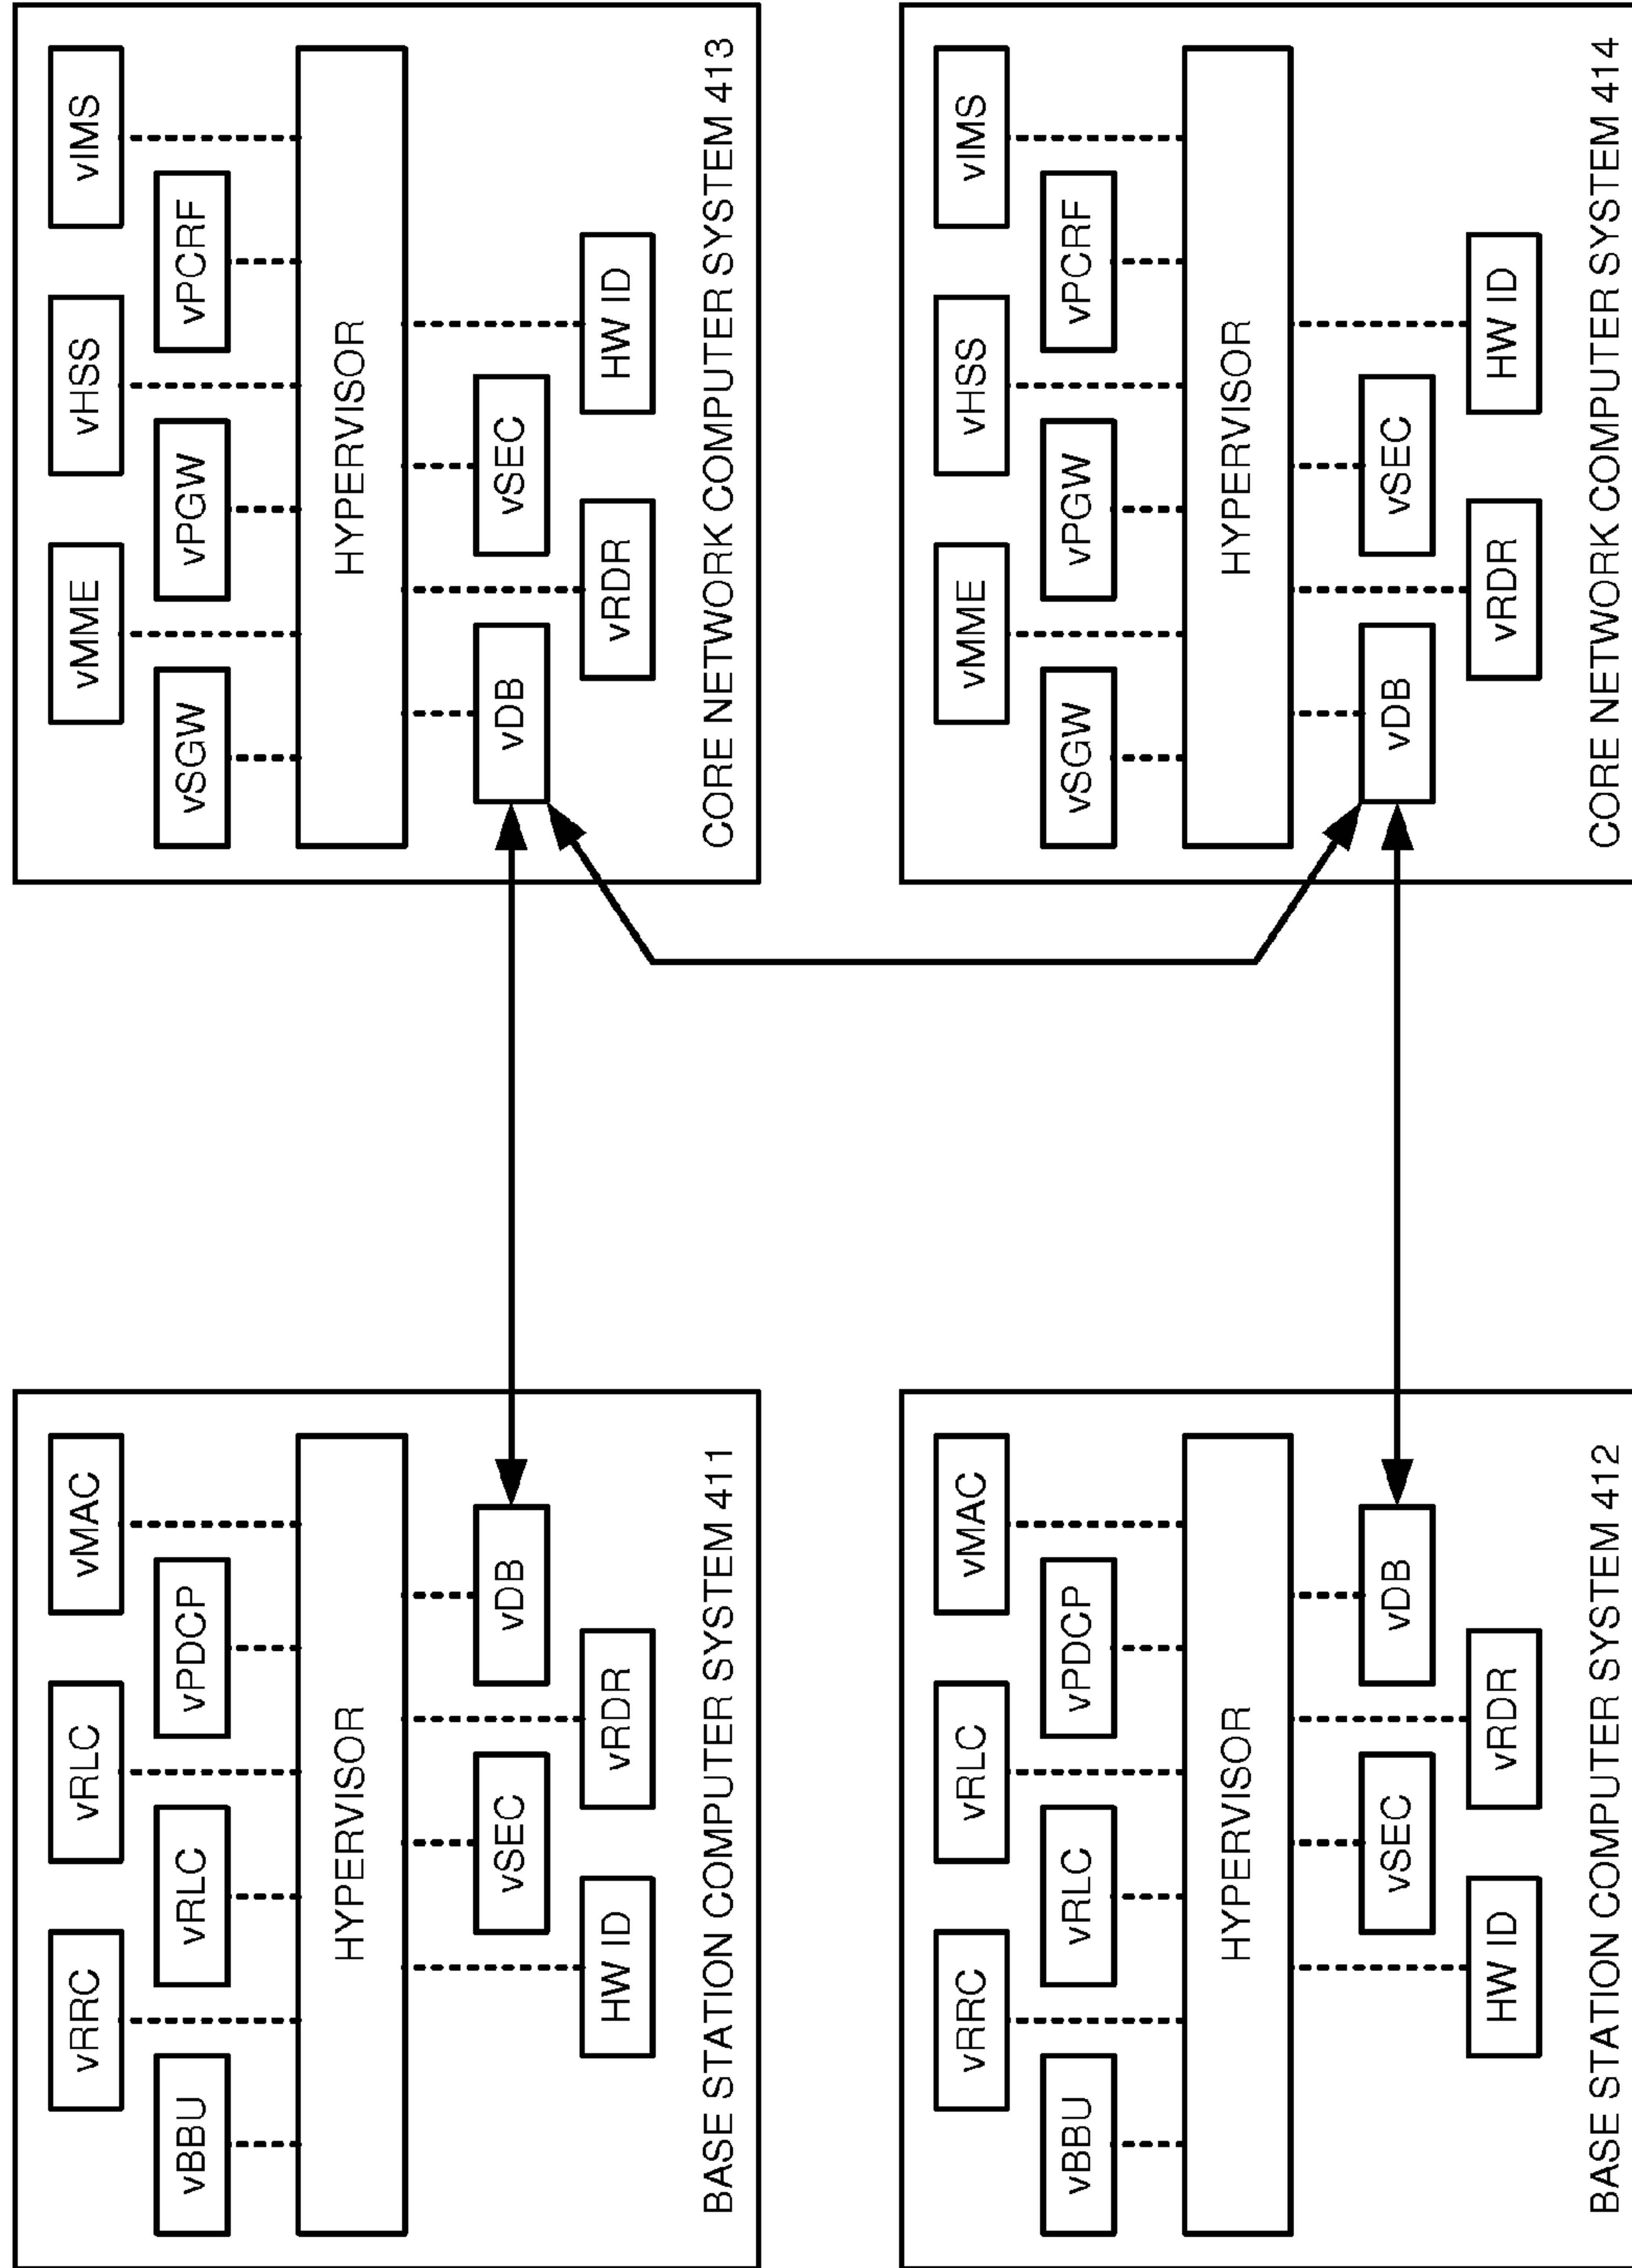 vBBU
vRRC
vRLC
vRLC
vPDCP
vMAC
HYPERVISOR
HW ID
vSEC
vRDR
vDB
BASE STATION COMPUTER SYSTEM 411
vSGW
vMME
vPGW
vHSS
vPCRF
vIMS
HYPERVISOR
vDB
vRDR
vSEC
HW ID
CORE NETWORK COMPUTER SYSTEM 413
vBBU
vRRC
vRLC
vRLC
vPDCP
vMAC
HYPERVISOR
HW ID
vSEC
vRDR
vDB
BASE STATION COMPUTER SYSTEM 412
vSGW
vMME
vPGW
vHSS
vPCRF
vIMS
HYPERVISOR
vDB
vRDR
vSEC
HW ID
CORE NETWORK COMPUTER SYSTEM 414